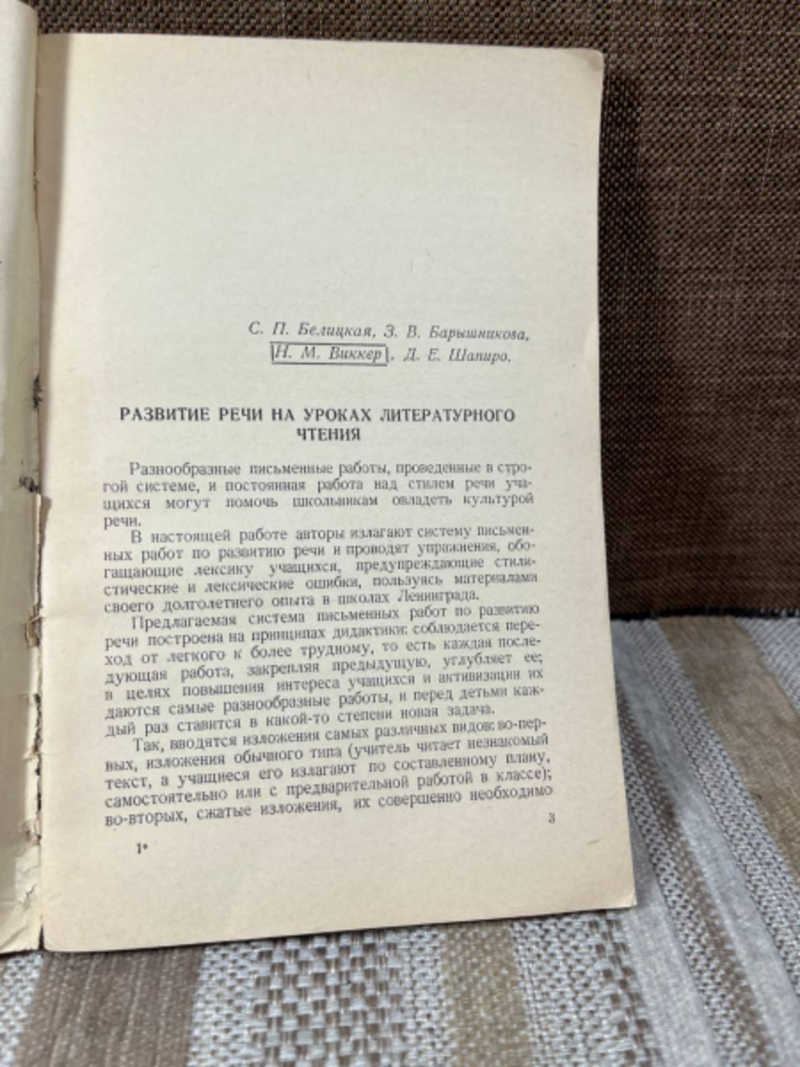 С. П. Белицкая, З. В. Барышникова,
Н. М. Виккер, Д. Е. Шапиро.
РАЗВИТИЕ РЕЧИ НА УРОКАХ ЛИТЕРАТУРНОГО
ЧТЕНИЯ
Разнообразные письменные работы, проведенные в стро-
гой системе, и постоянная работа над стилем речи уча-
щихся могут помочь школьникам овладеть культурой
речи.
В настоящей работе авторы излагают систему письмен-
ных работ по развитию речи и проводят упражнения, обо-
гащающие лексику учащихся, предупреждающие стили-
стические и лексические ошибки, пользуясь материалами
своего долголетнего опыта в школах Ленинграда.
Предлагаемая система письменных работ по развитию
речи построена на принципах дидактики: соблюдается пере-
ход от легкого к более трудному, то есть каждая после-
дующая работа, закрепляя предыдущую, углубляет ее;
в целях повышения интереса учащихся и активизации их
даются самые разнообразные работы, и перед детьми каж-
дый раз ставится в какой-то степени новая задача.
Так, вводятся изложения самых различных видов: во-пер-
вых, изложения обычного типа (учитель читает незнакомый
текст, а учащиеся его излагают по составленному плану,
самостоятельно или с предварительной работой в классе);
во-вторых, сжатые изложения, их совершенно необходимо
3
1*